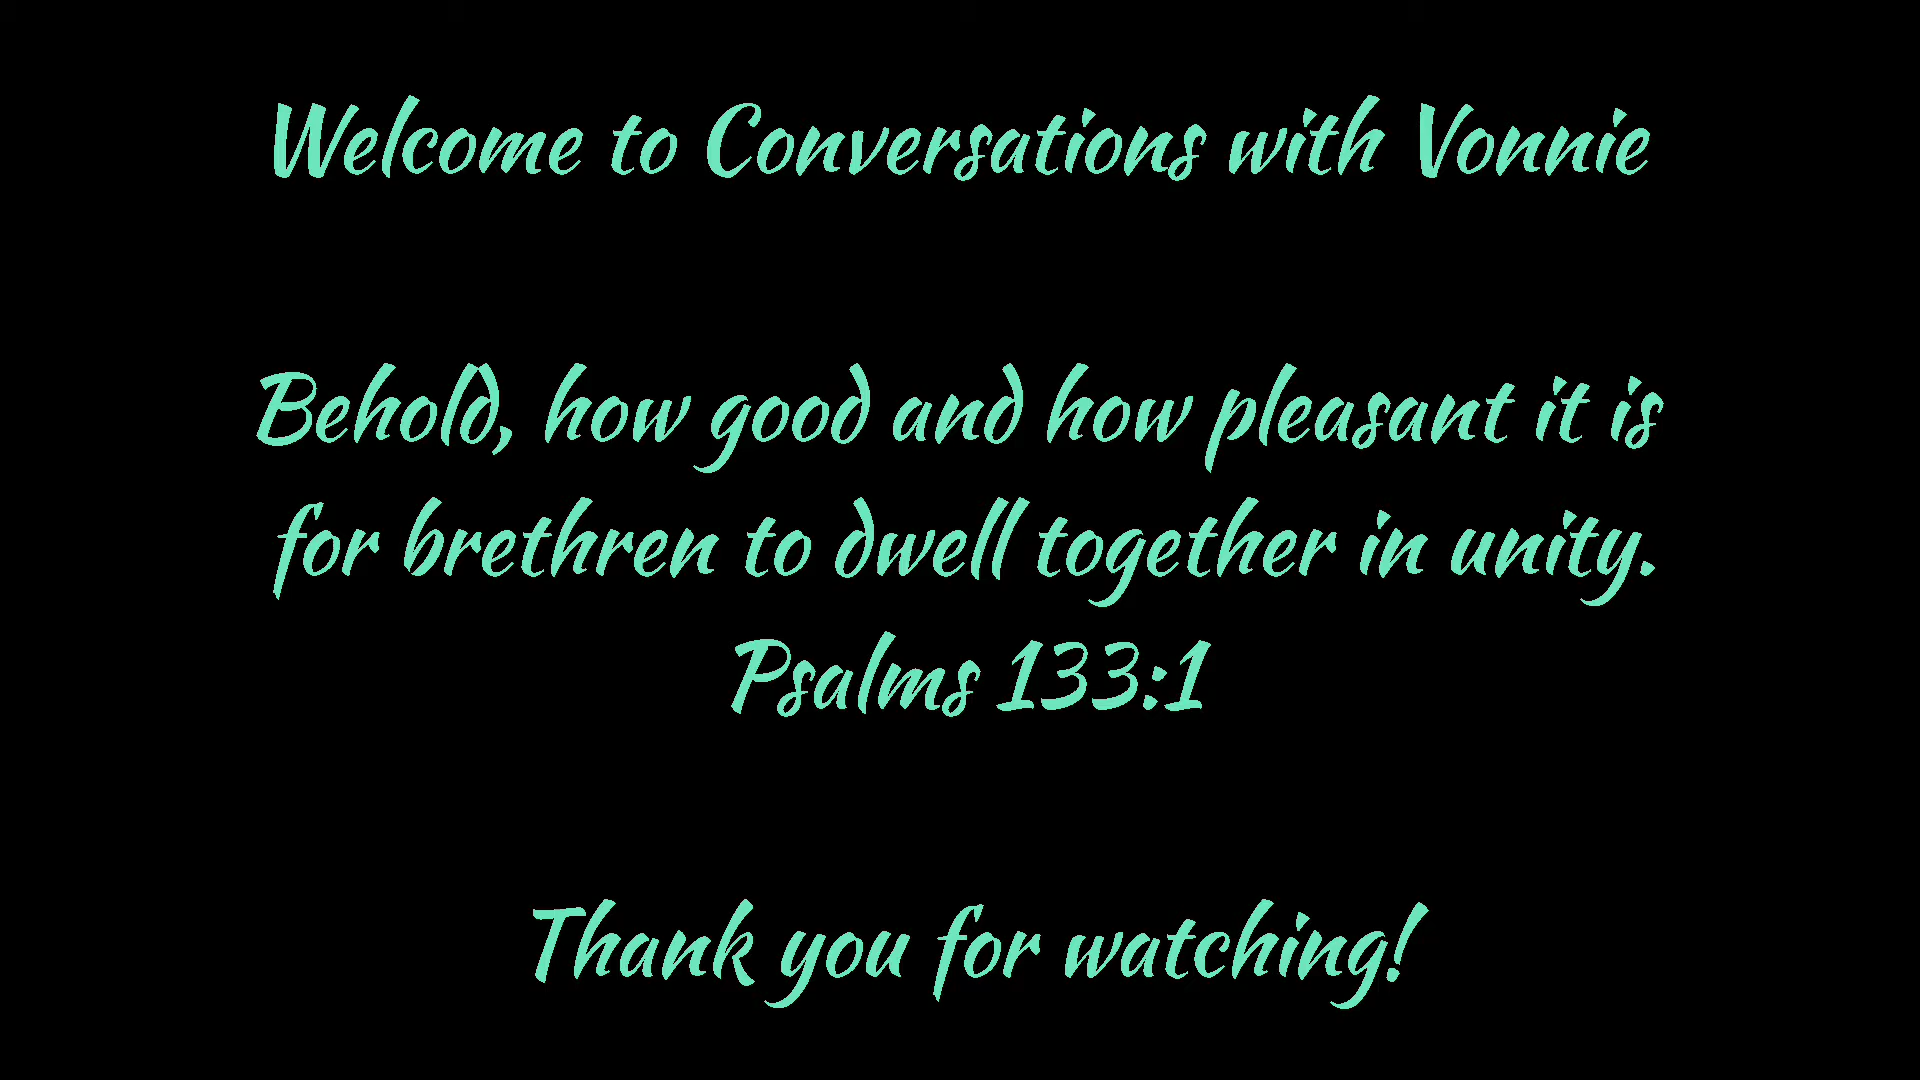 Welcome to Conversations with Vonnie
Behold, how good and how pleasant it is
for brethren to dwell together in unity.
Psalms 133:1
Thank you for watching!